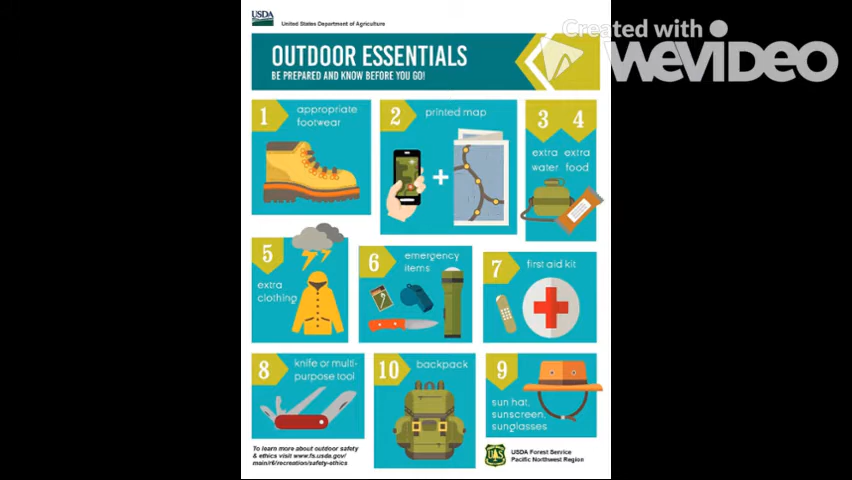 USDA
United States Department of Agriculture
Created with
WEVIDEO
OUTDOOR ESSENTIALS
BE PREPARED AND KNOW BEFORE YOU GO!
1
appropriate
footwear
2
printed map
+
3 4
extra extra
water food
5
extra
clothing
6
emergency
items
7
first aid kit
8
knife or multi-
purpose tool
10
backpack
9
sun hat,
sunscreen,
sunglasses
To learn more about outdoor safety
& ethics visit www.fs.usda.gov/
main/r6/recreation/safety-ethics
USDA Forest Service
Pacific Northwest Region